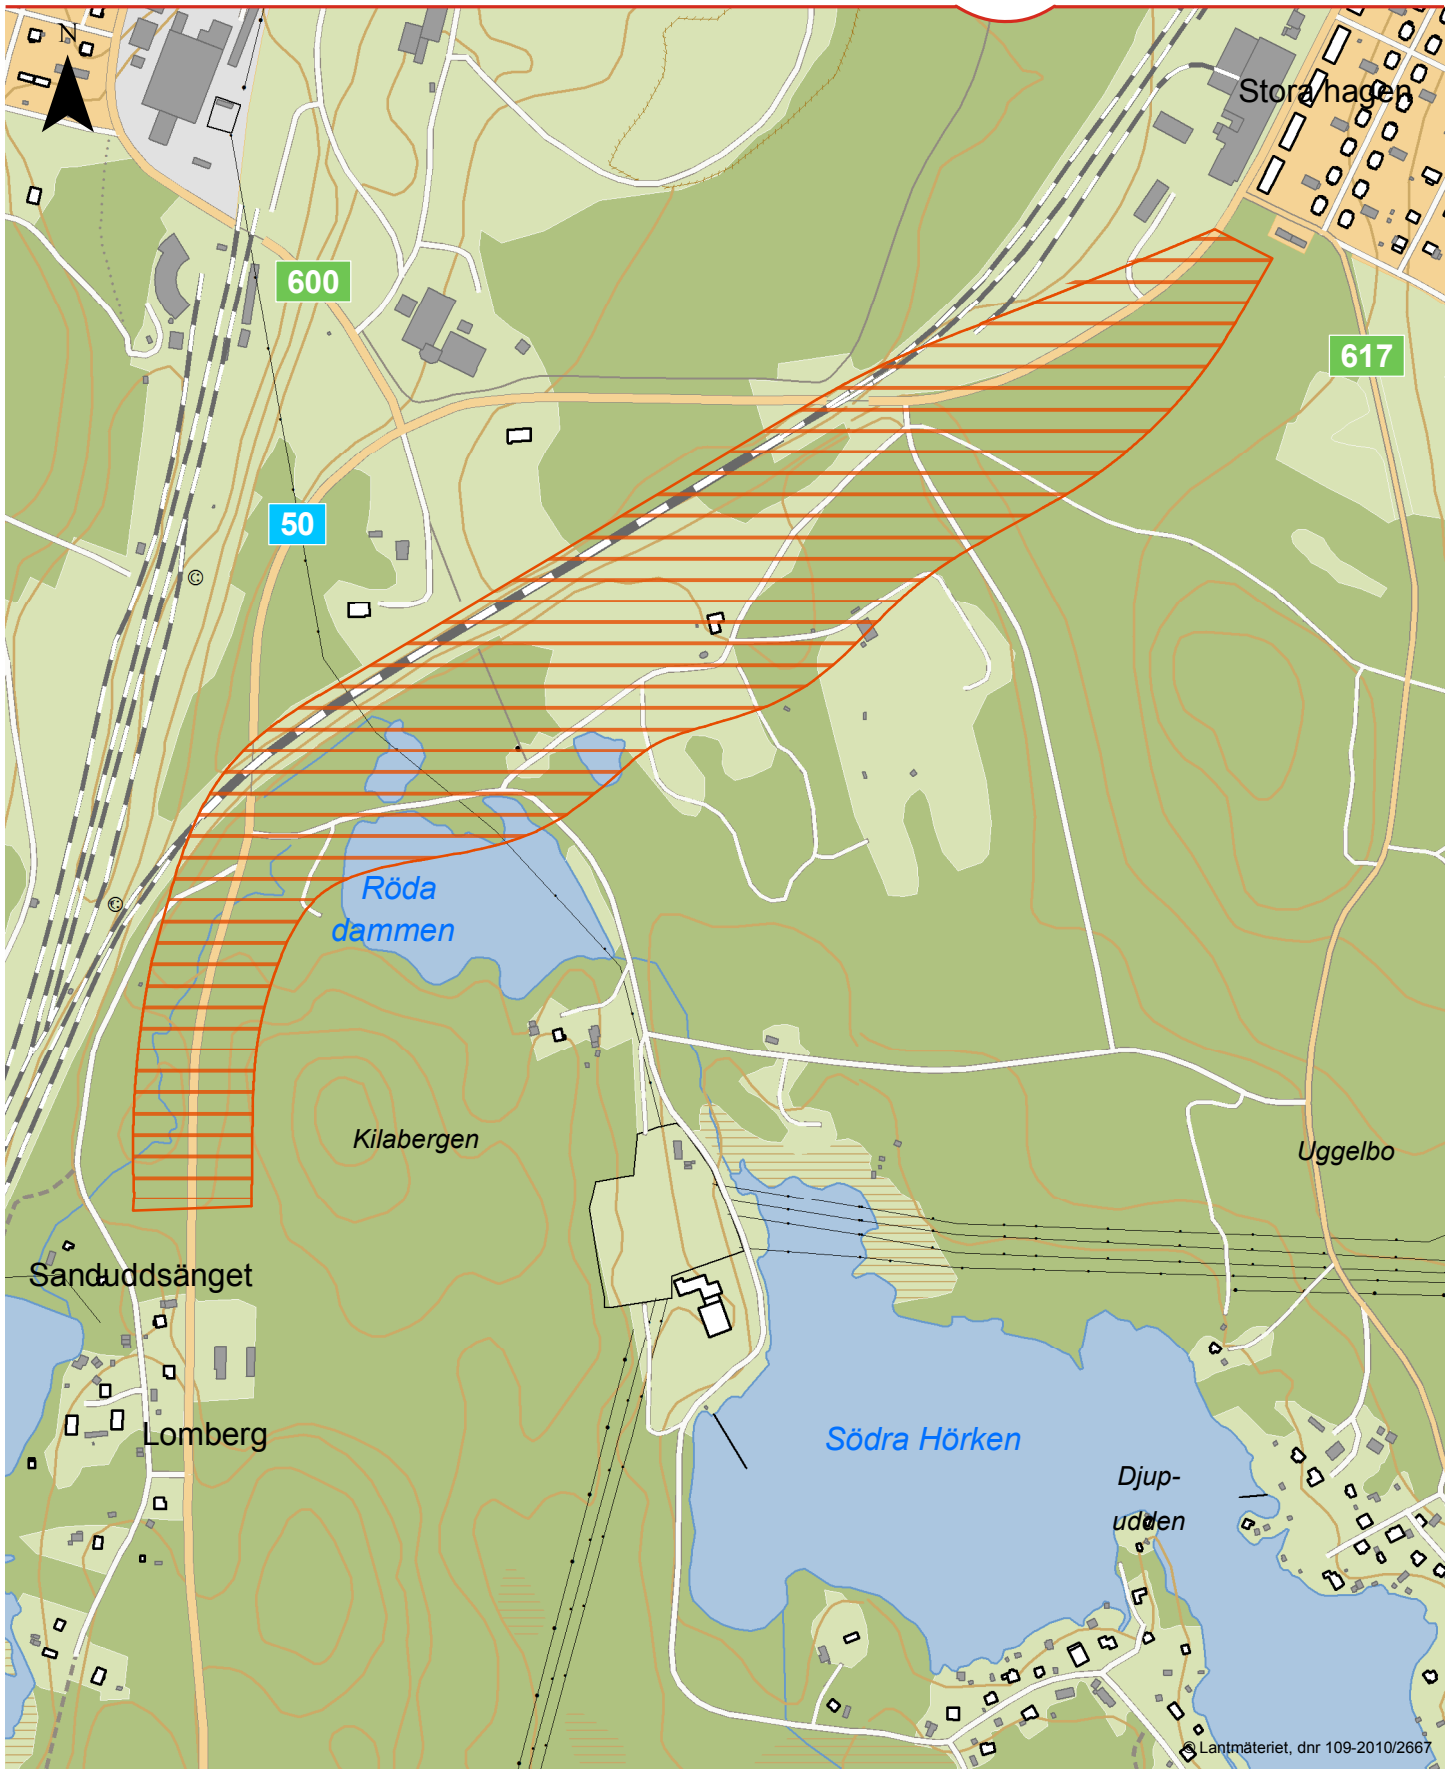 N
Stora hagen
600
617
50
Röda
dammen
Kilabergen
Uggelbo
Sanduddsänget
Lomberg
Södra Hörken
Djup-
udden
© Lantmäteriet, dnr 109-2010/2667